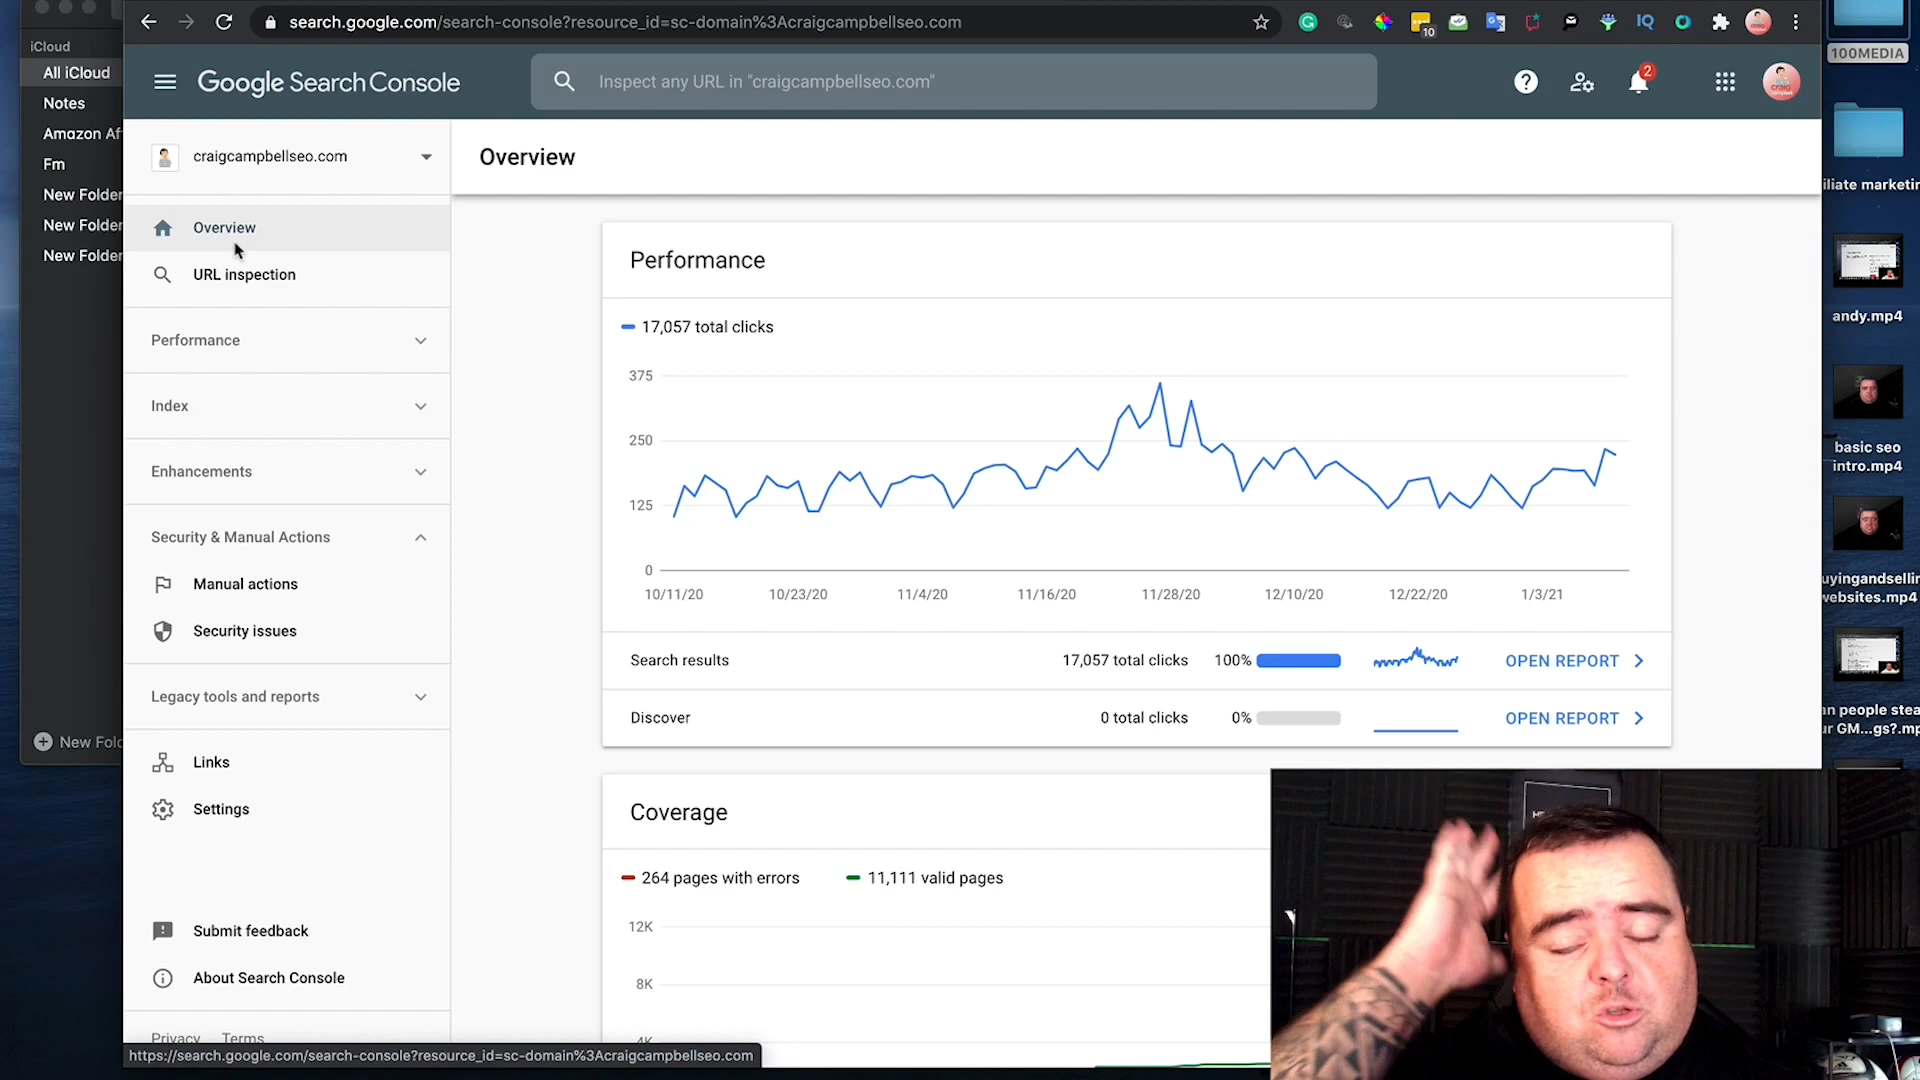 iCloud
All iCloud
Notes
Amazon Af
Fm
New Folder
New Folder
New Folder
New Fold
search.google.com/search-console?resource_id=sc-domain%3Acraigcampbellseo.com
10
IQ
Google Search Console
Inspect any URL in "craigcampbellseo.com"
2
craigcampbellseo.com
Overview
URL inspection
Performance
Index
Enhancements
Security & Manual Actions
Manual actions
Security issues
Legacy tools and reports
Links
Settings
Submit feedback
About Search Console
Privacy Terms
https://search.google.com/search-console?resource_id=sc-domain%3Acraigcampbellseo.com
Overview
Performance
17,057 total clicks
375
250
125
0
10/11/20 10/23/20 11/4/20 11/16/20 11/28/20 12/10/20 12/22/20 1/3/21
Search results 17,057 total clicks 100% OPEN REPORT
Discover 0 total clicks 0% OPEN REPORT
Coverage
264 pages with errors 11,111 valid pages
12K
8K
4K
100MEDIA
iliate marketin
andy.mp4
basic seo
intro.mp4
uyingandsellin
websites.mp4
an people stea
ur GM...gs?.mp